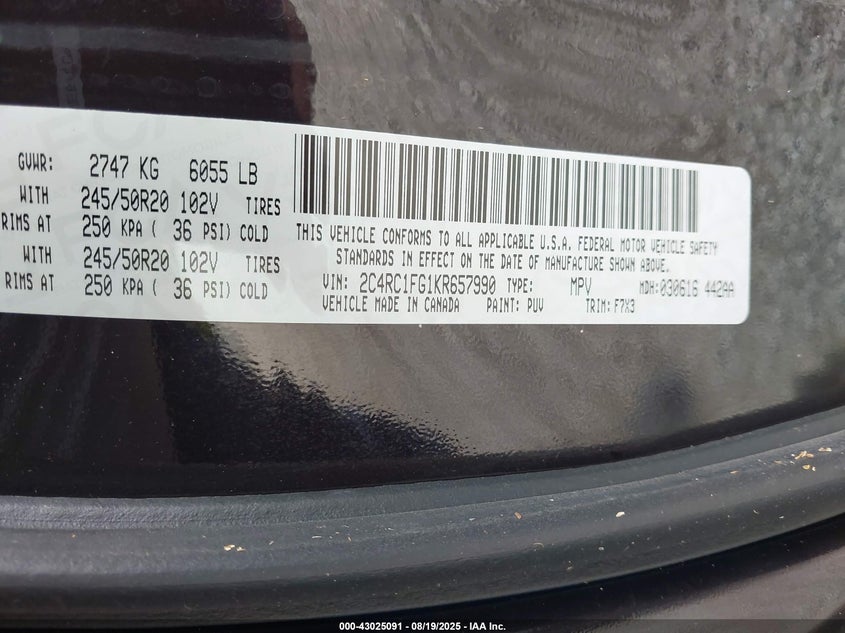 GVWR: 2747 KG 6055 LB
WITH 245/50R20 102V TIRES
RIMS AT 250 KPA ( 36 PSI) COLD
WITH 245/50R20 102V TIRES
RIMS AT 250 KPA ( 36 PSI) COLD
THIS VEHICLE CONFORMS TO ALL APPLICABLE U.S.A. FEDERAL MOTOR VEHICLE SAFETY
STANDARDS IN EFFECT ON THE DATE OF MANUFACTURE SHOWN ABOVE.
VIN: 2C4RC1FG1KR657990 TYPE: MPV MDH:030616 442AA
VEHICLE MADE IN CANADA PAINT: PUV TRIM: F7X3
000-43025091 - 08/19/2025 - IAA Inc.